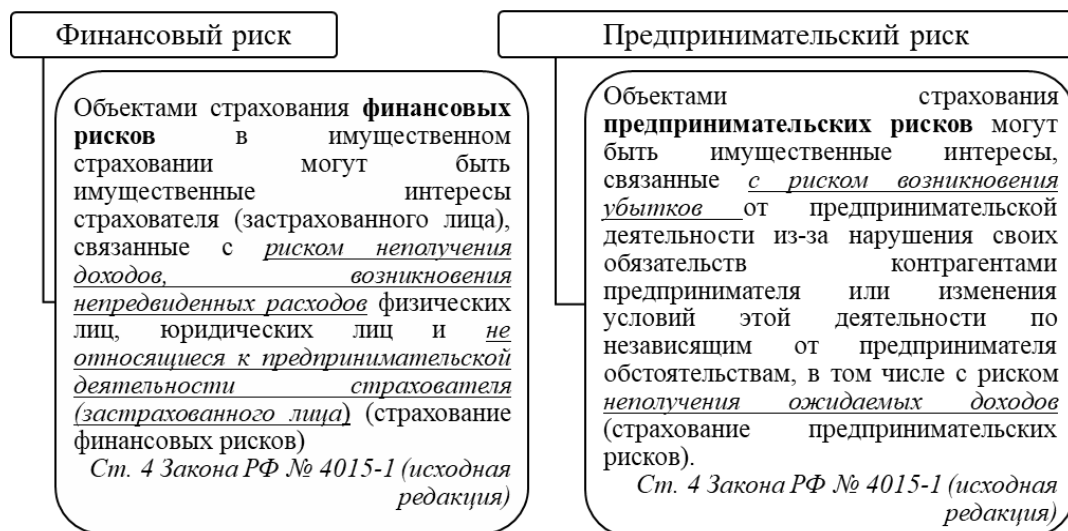 Финансовый риск
Объектами страхования финансовых
рисков в имущественном
страховании могут быть
имущественные интересы
страхователя (застрахованного лица),
связанные с риском неполучения
доходов, возникновения
непредвиденных расходов физических
лиц, юридических лиц и не
относящиеся к предпринимательской
деятельности страхователя
(застрахованного лица) (страхование
финансовых рисков)
Ст. 4 Закона РФ № 4015-1 (исходная
редакция)
Предпринимательский риск
Объектами страхования
предпринимательских рисков могут
быть имущественные интересы,
связанные с риском возникновения
убытков от предпринимательской
деятельности из-за нарушения своих
обязательств контрагентами
предпринимателя или изменения
условий этой деятельности по
независящим от предпринимателя
обстоятельствам, в том числе с риском
неполучения ожидаемых доходов
(страхование предпринимательских
рисков).
Ст. 4 Закона РФ № 4015-1 (исходная
редакция)